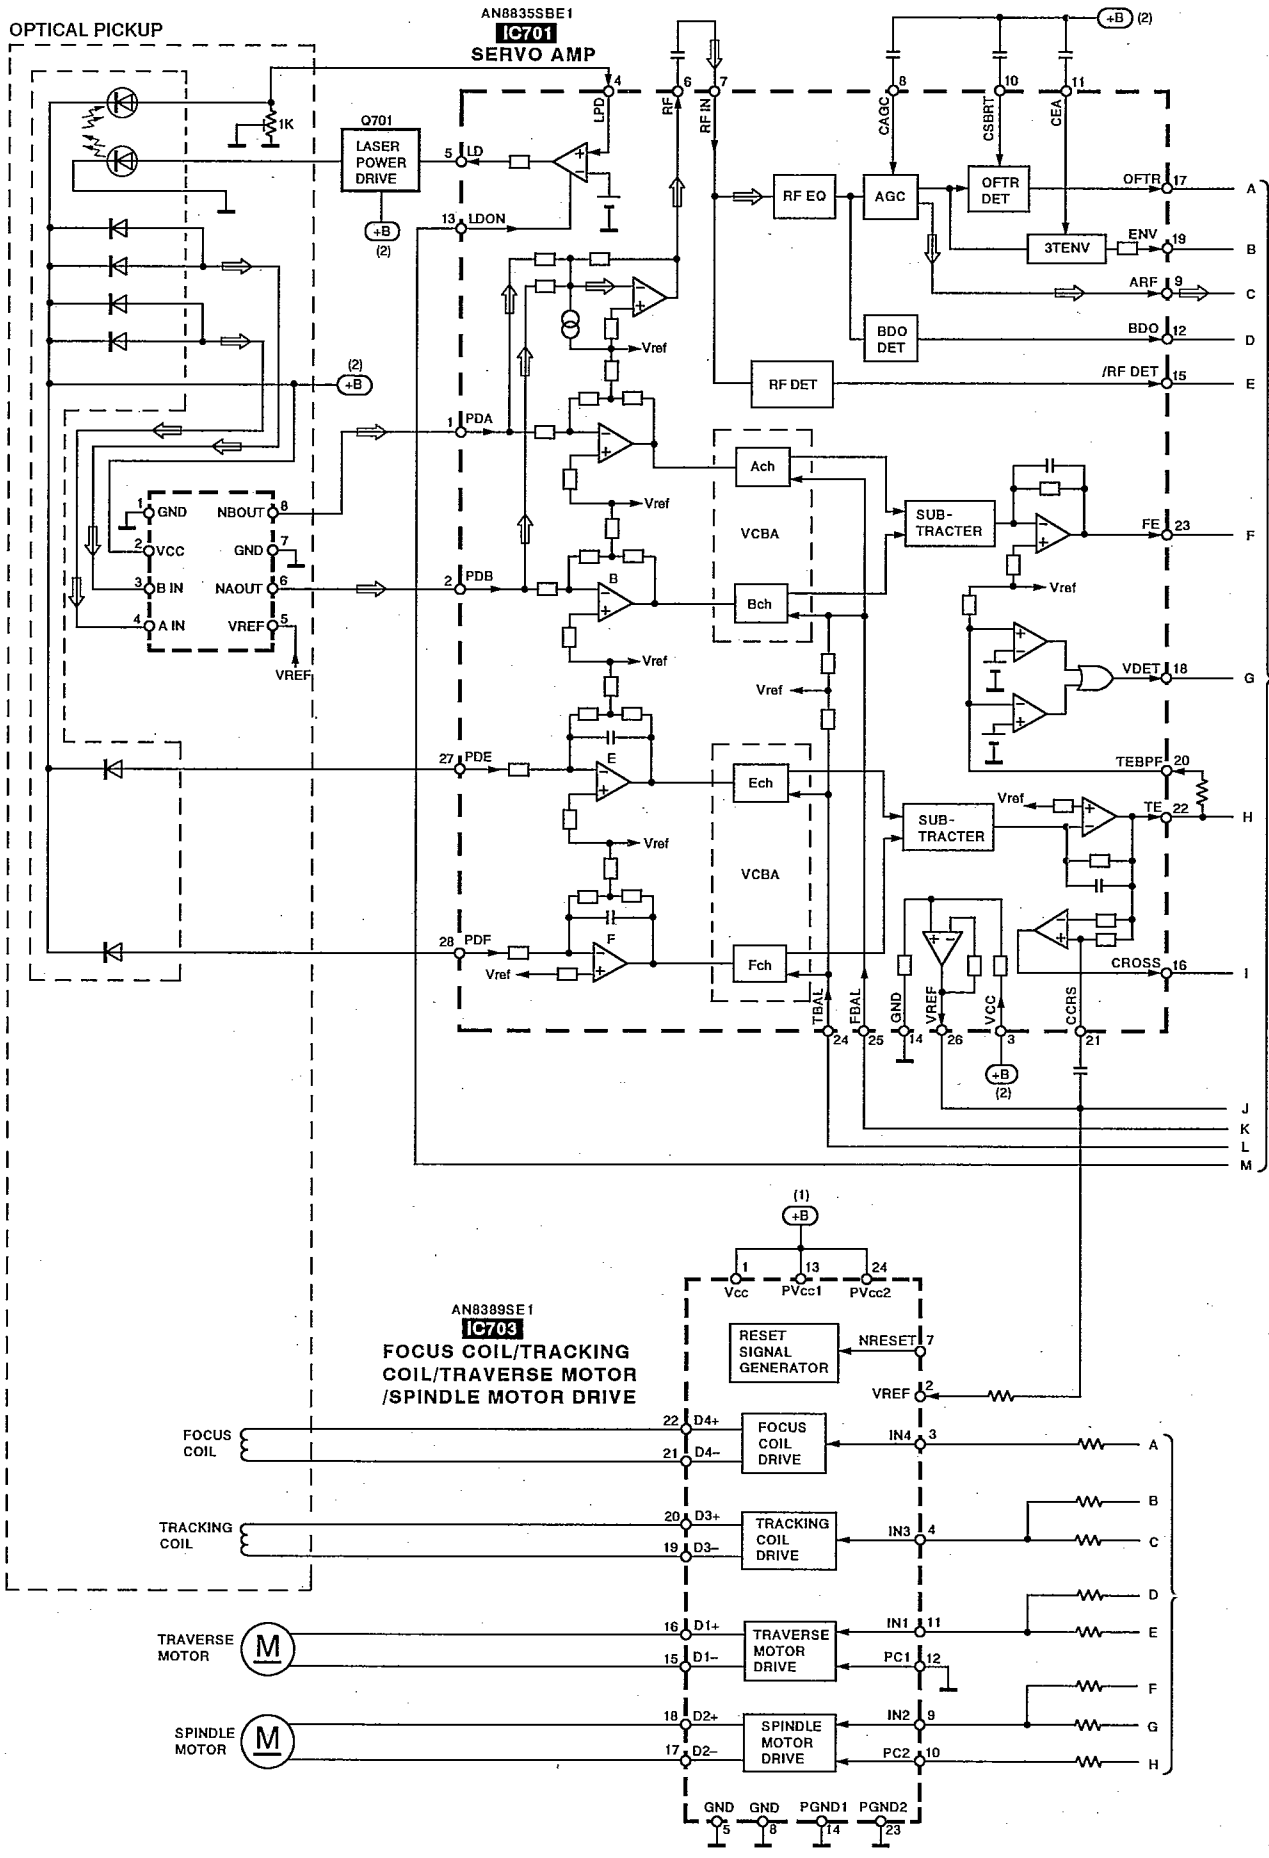 AN8835SBE1
IC701
SERVO AMP
OPTICAL PICKUP
+B (2)
4 6 7 8 10 11
LPD RF RF IN CAGC CSBRT CEA
1K
Q701
LASER
POWER
DRIVE
5 LD
+
−
+B
(2)
13 LDON
RF EQ
AGC
OFTR
DET
OFTR 17 A
3TENV
ENV 19 B
ARF 9 C
−
+
Vref
BDO
DET
BDO 12 D
RF DET
/RF DET 15 E
(2)
+B
1 PDA
−
+
Vref
Ach
VCBA
Bch
SUB-
TRACTER
−
+
FE 23 F
Vref
1 GND NBOUT 8
2 VCC GND 7
3 B IN NAOUT 6
4 A IN VREF 5
VREF
2 PDB
B
−
+
Vref
Vref
+
−
−
+
VDET 18 G
TEBPF 20
27 PDE
E
−
+
Vref
Ech
VCBA
Fch
SUB-
TRACTER
Vref
+
−
TE 22 H
28 PDF
F
−
+
Vref
+ −
−
+
CROSS 16 I
TBAL FBAL GND VREF VCC CCRS
24 25 14 26 3 21
+B
(2)
J
K
L
M
(1)
+B
1 13 24
Vcc PVcc1 PVcc2
AN8389SE1
IC703
FOCUS COIL/TRACKING
COIL/TRAVERSE MOTOR
/SPINDLE MOTOR DRIVE
RESET
SIGNAL
GENERATOR
NRESET 7
VREF 2
FOCUS
COIL
22 D4+
21 D4−
FOCUS
COIL
DRIVE
IN4 3 A
B
TRACKING
COIL
20 D3+
19 D3−
TRACKING
COIL
DRIVE
IN3 4 C
D
TRAVERSE
MOTOR
M
16 D1+
15 D1−
TRAVERSE
MOTOR
DRIVE
IN1 11 E
PC1 12
F
SPINDLE
MOTOR
M
18 D2+
17 D2−
SPINDLE
MOTOR
DRIVE
IN2 9 G
PC2 10 H
GND GND PGND1 PGND2
5 8 14 23